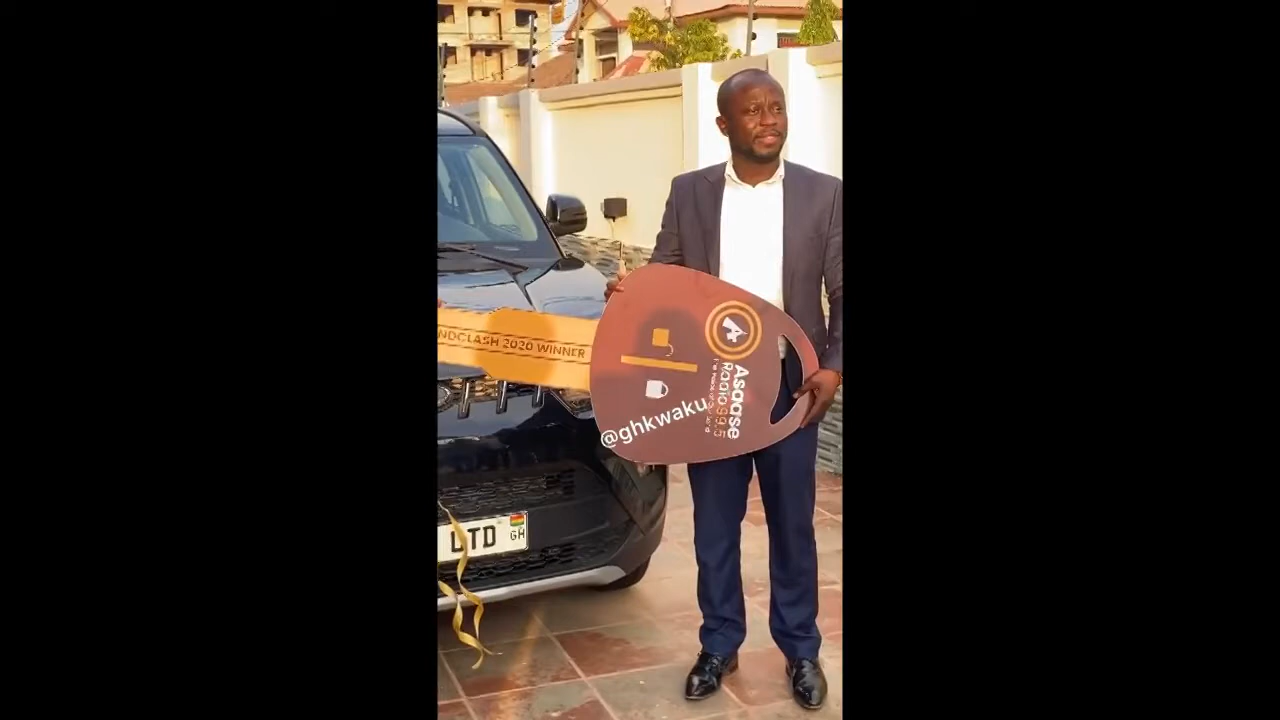 NDCLASH 2020 WINNER
Asaase
Radio 99.5
@ghkwaku
LTD
GH